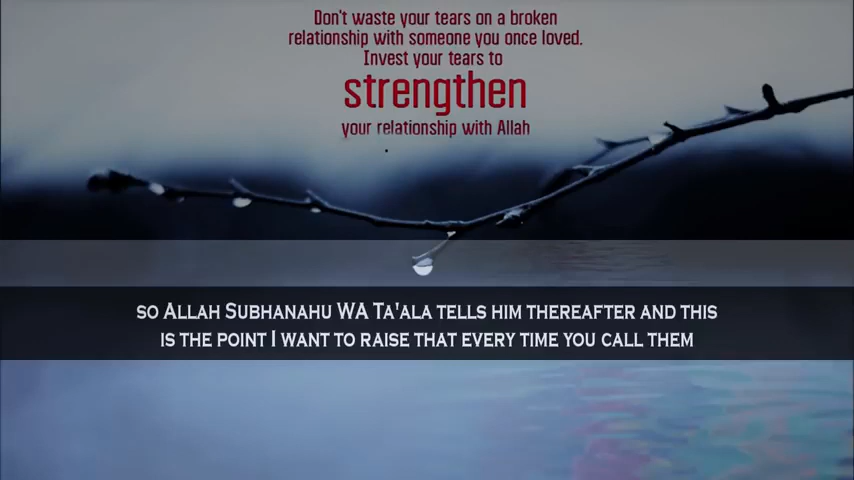 Don't waste your tears on a broken
relationship with someone you once loved.
Invest your tears to
strengthen
your relationship with Allah
so Allah Subhanahu WA Ta'ala tells him thereafter and this
is the point I want to raise that every time you call them